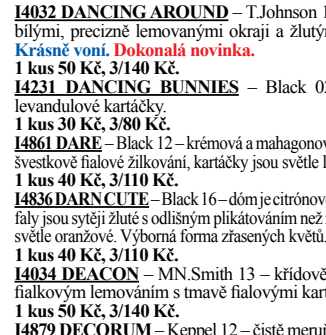 I4032 DANCING AROUND – T.Johnson 1
bílými, precizně lemovanými okraji a žlutý
Krásně voní. Dokonalá novinka.
1 kus 50 Kč, 3/140 Kč.
I4231 DANCING BUNNIES – Black 0
levandulové kartáčky.
1 kus 30 Kč, 3/80 Kč.
I4861 DARE – Black 12 – krémová a mahagonov
švestkově fialové žilkování, kartáčky jsou světle
1 kus 40 Kč, 3/110 Kč.
I4836 DARN CUTE – Black 16 – dóm je citrónov
faly jsou sytěji žluté s odlišným plikátováním než
světle oranžové. Výborná forma zřasených květů.
1 kus 40 Kč, 3/110 Kč.
I4034 DEACON – MN.Smith 13 – křídově
fialkovým lemováním s tmavě fialovými kart
1 kus 50 Kč, 3/140 Kč.
I4879 DECORUM – Keppel 12 – čistě meruň